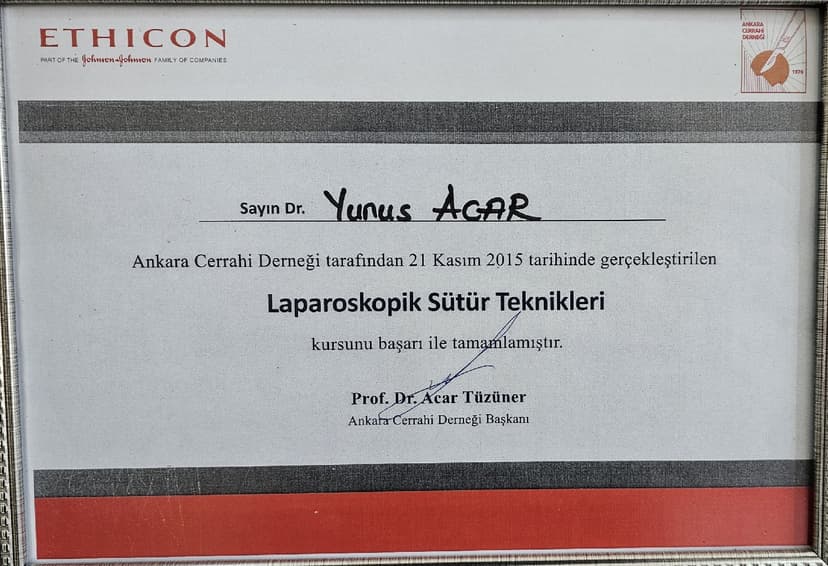 ETHICON
PART OF THE Johnson & Johnson FAMILY OF COMPANIES
ANKARA
CERRAHİ
DERNEĞİ
1976
Sayın Dr. Yunus ACAR
Ankara Cerrahi Derneği tarafından 21 Kasım 2015 tarihinde gerçekleştirilen
Laparoskopik Sütür Teknikleri
kursunu başarı ile tamamlamıştır.
Prof. Dr. Acar Tüzüner
Ankara Cerrahi Derneği Başkanı